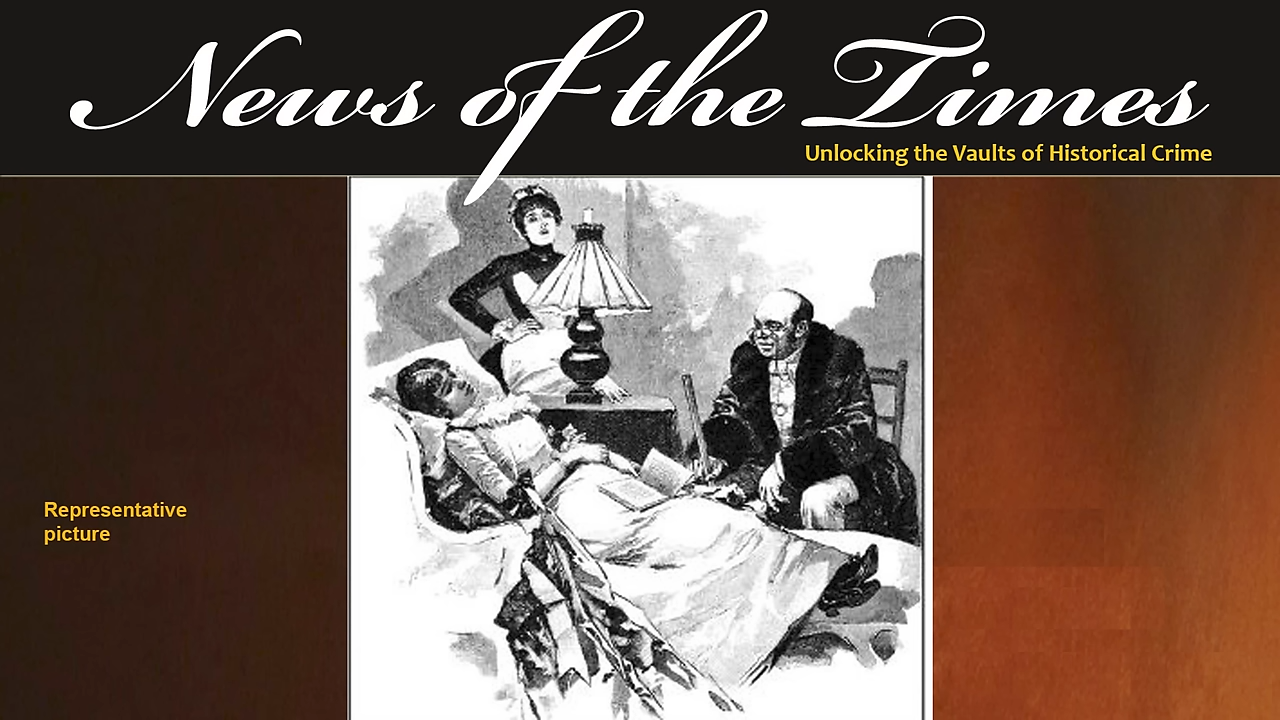 News of the Times
Unlocking the Vaults of Historical Crime
Representative
picture